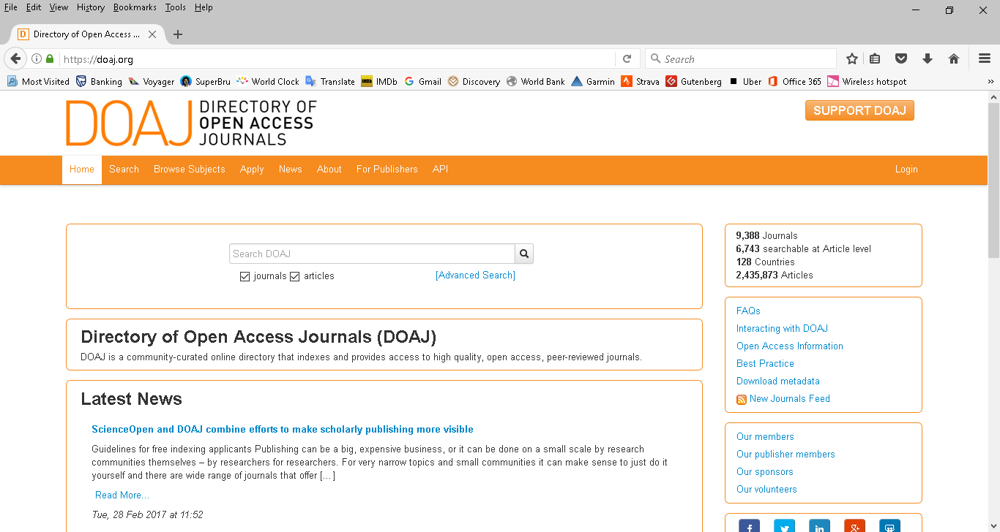 File Edit View History Bookmarks Tools Help
D Directory of Open Access ...
https://doaj.org
Search
Most Visited Banking Voyager SuperBru World Clock Translate IMDb Gmail Discovery World Bank Garmin Strava Gutenberg Uber Office 365 Wireless hotspot »
DOAJ
DIRECTORY OF
OPEN ACCESS
JOURNALS
SUPPORT DOAJ
Home Search Browse Subjects Apply News About For Publishers API Login
Search DOAJ
journals articles [Advanced Search]
Directory of Open Access Journals (DOAJ)
DOAJ is a community-curated online directory that indexes and provides access to high quality, open access, peer-reviewed journals.
Latest News
ScienceOpen and DOAJ combine efforts to make scholarly publishing more visible
Guidelines for free indexing applicants Publishing can be a big, expensive business, or it can be done on a small scale by research
communities themselves – by researchers for researchers. For very narrow topics and small communities it can make sense to just do it
yourself and there are wide range of journals that offer […]
Read More...
Tue, 28 Feb 2017 at 11:52
9,388 Journals
6,743 searchable at Article level
128 Countries
2,435,873 Articles
FAQs
Interacting with DOAJ
Open Access Information
Best Practice
Download metadata
New Journals Feed
Our members
Our publisher members
Our sponsors
Our volunteers